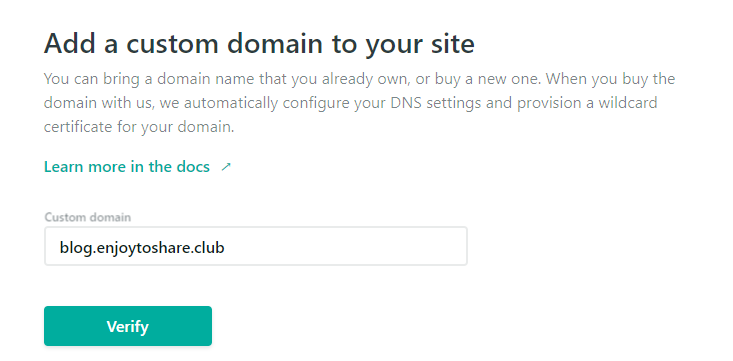 Add a custom domain to your site
You can bring a domain name that you already own, or buy a new one. When you buy the
domain with us, we automatically configure your DNS settings and provision a wildcard
certificate for your domain.
Learn more in the docs ↗
Custom domain
blog.enjoytoshare.club
Verify